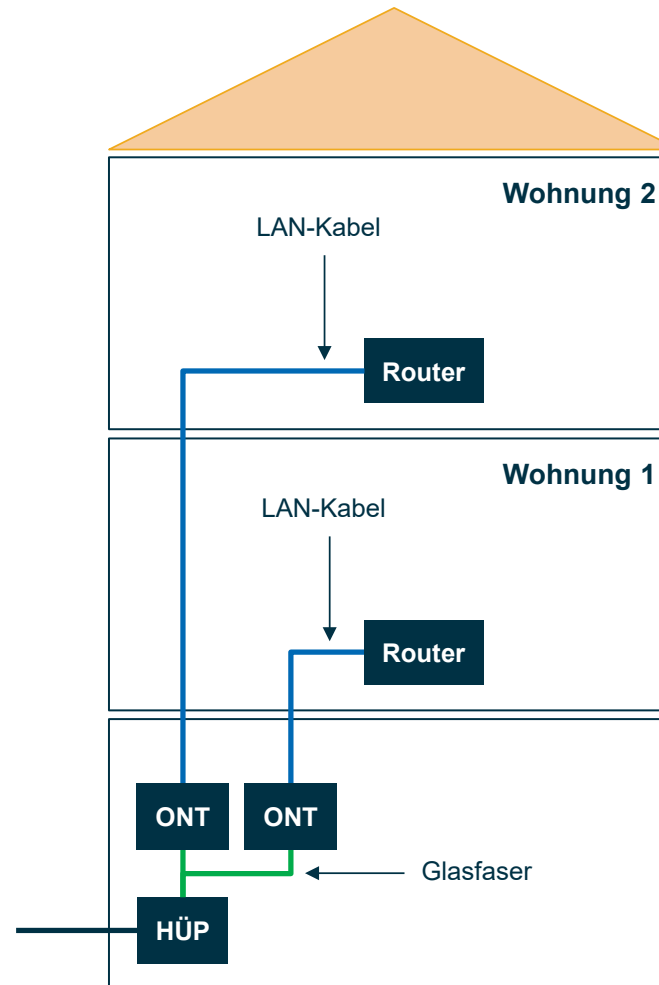 Wohnung 2
LAN-Kabel
Router
Wohnung 1
LAN-Kabel
Router
ONT
ONT
Glasfaser
HÜP